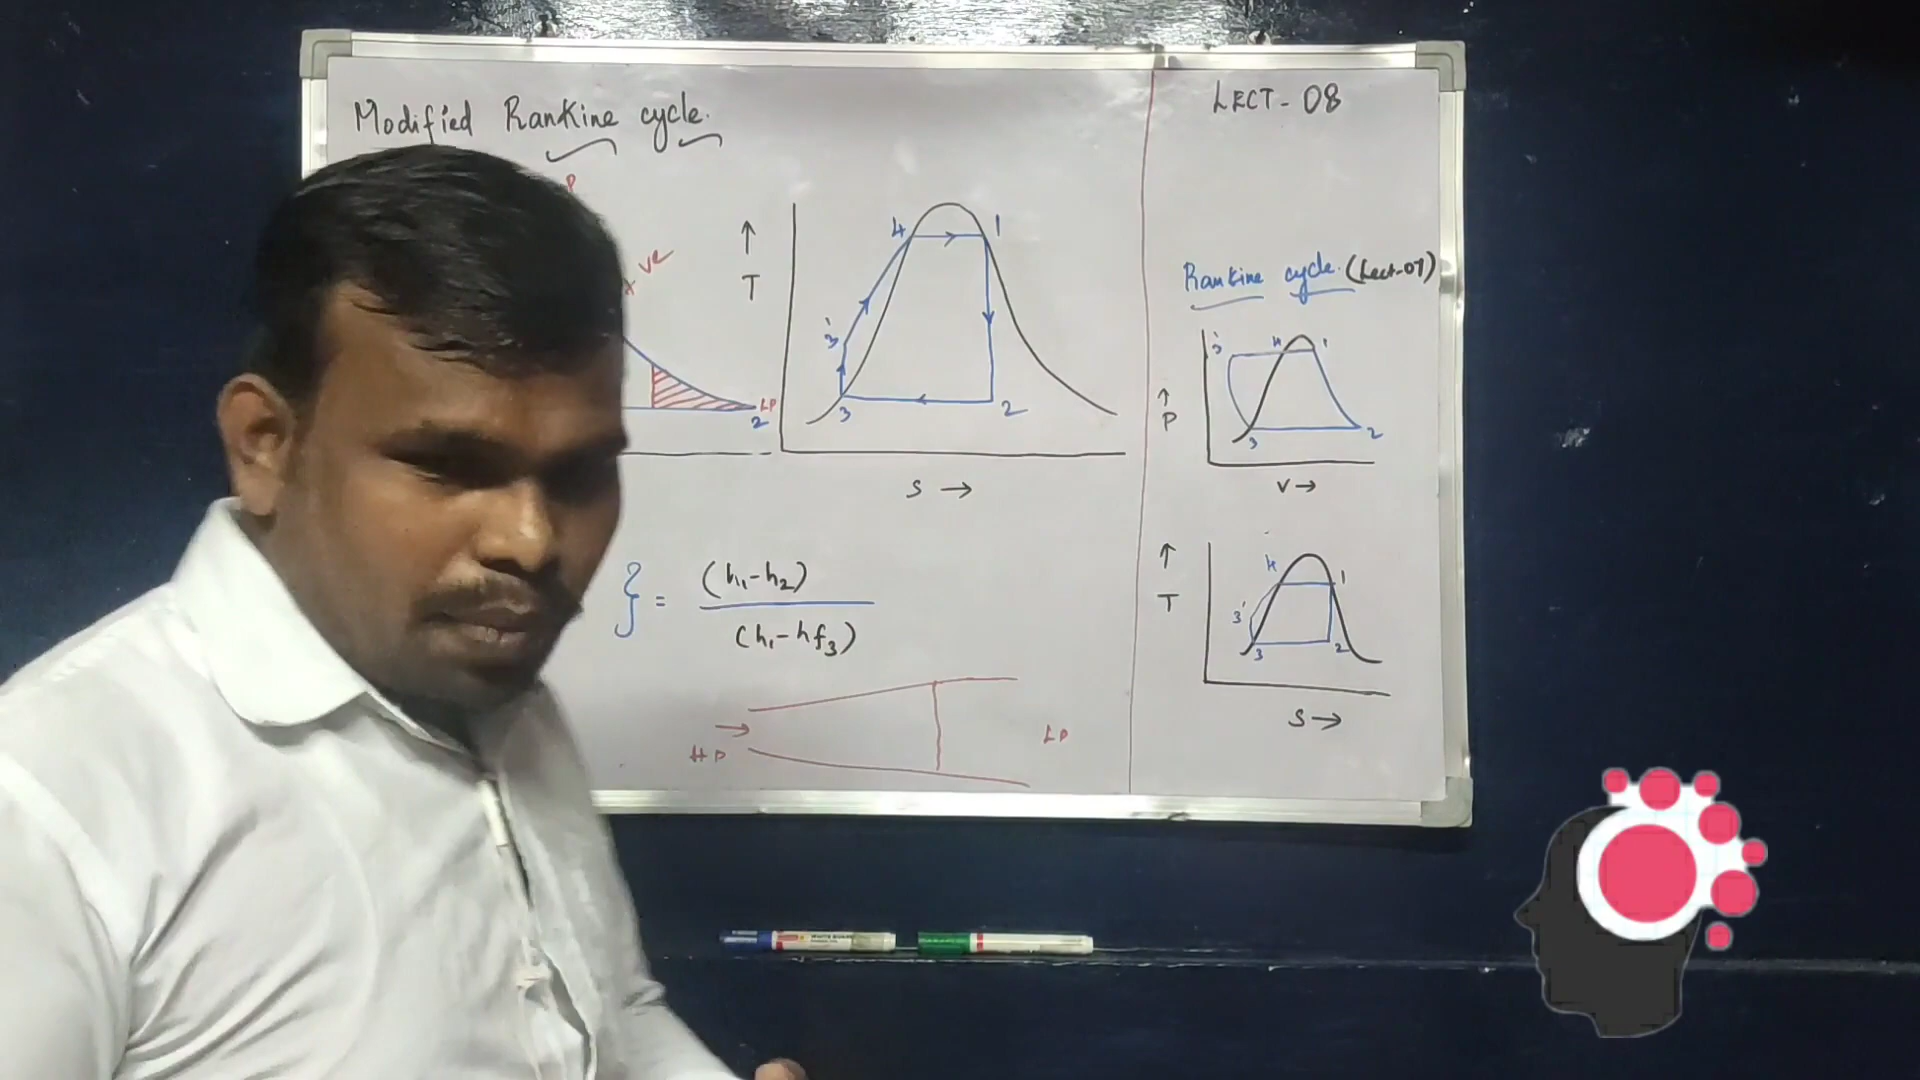 Modified Rankine cycle.
LECT-08
P
ve
x
↑
T
4
1
3'
3
2
LP
2
S →
Rankine cycle. (Lect-07)
3'
4
1
↑
P
3
2
V →
} = (h₁-h₂)
(h₁-hf₃)
↑
T
4
1
3'
3
2
S →
→
HP
LP